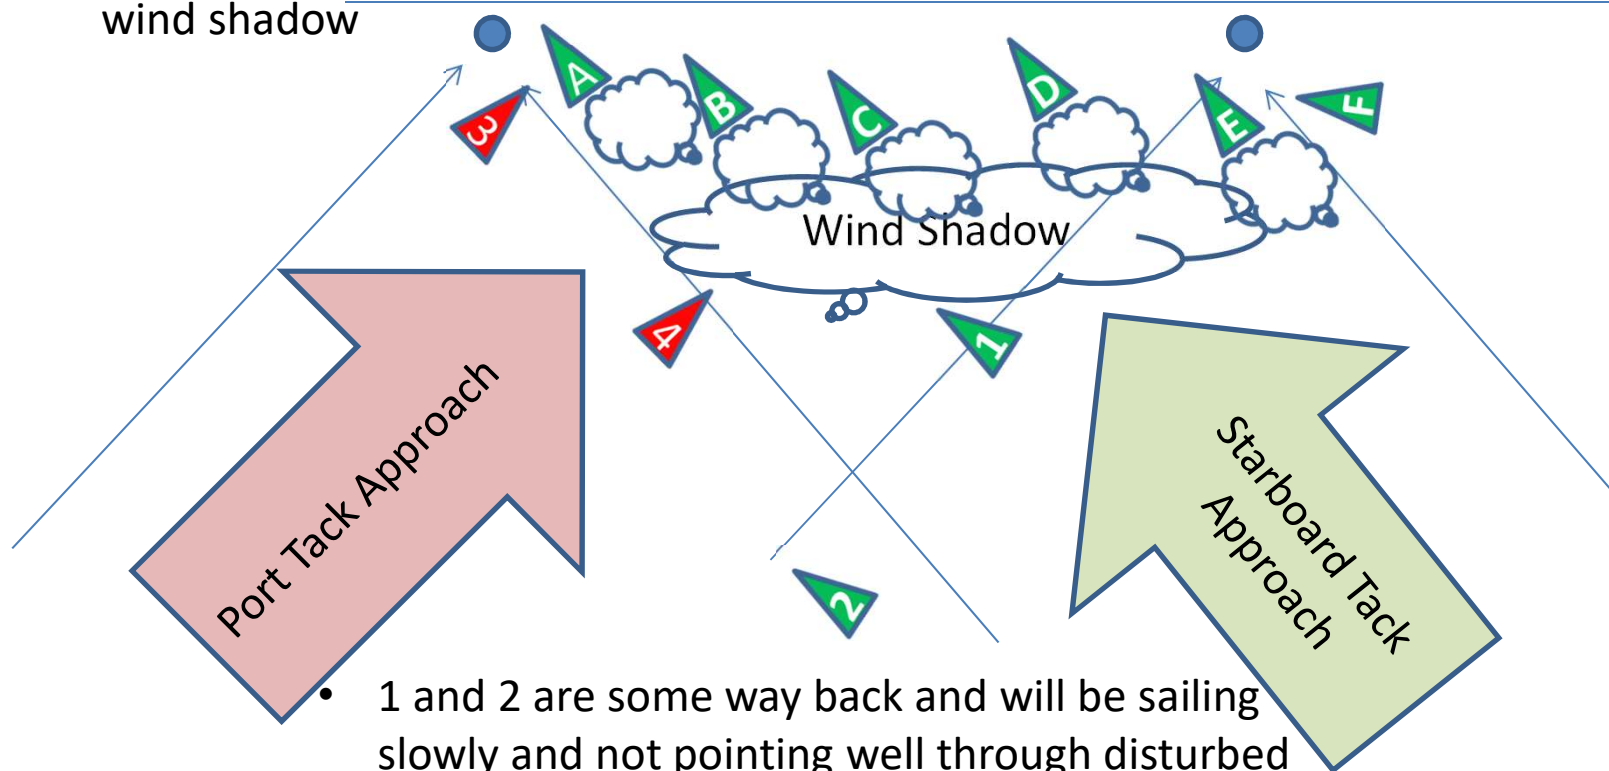 wind shadow
A
B
C
D
E
F
3
Wind Shadow
4
1
Port Tack Approach
Starboard Tack
Approach
2
• 1 and 2 are some way back and will be sailing
slowly and not pointing well through disturbed